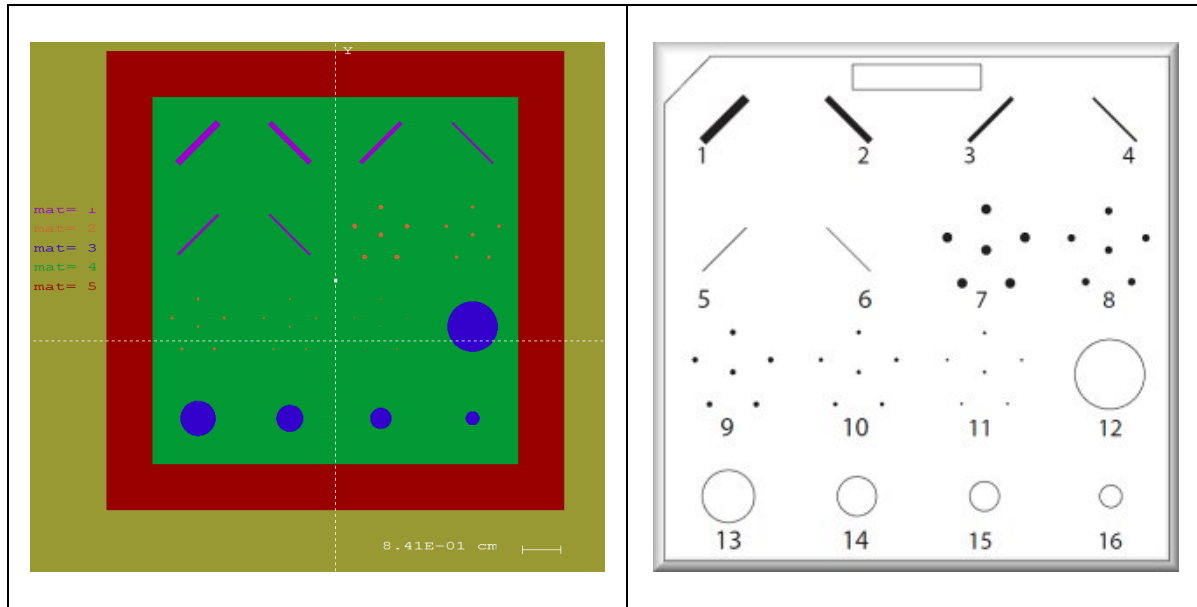 Y
mat= 1
mat= 2
mat= 3
mat= 4
mat= 5
8.41E-01 cm
1 2 3 4
5 6 7 8
9 10 11 12
13 14 15 16